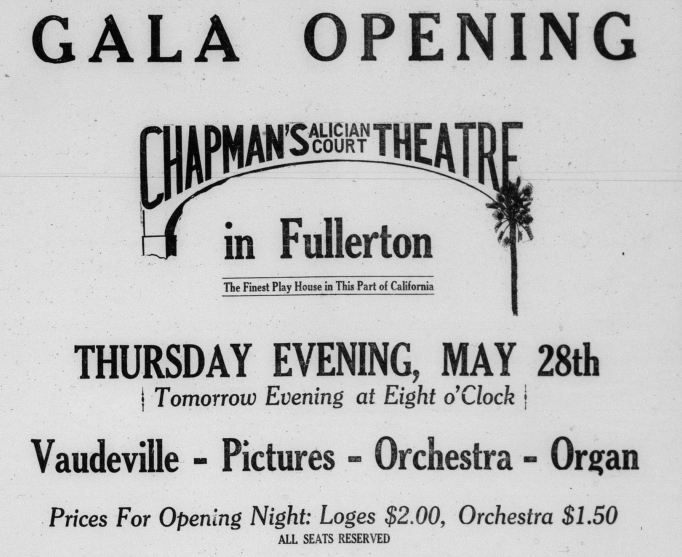 GALA OPENING
CHAPMAN'S ALICIAN COURT THEATRE
in Fullerton
The Finest Play House in This Part of California
THURSDAY EVENING, MAY 28th
Tomorrow Evening at Eight o'Clock
Vaudeville - Pictures - Orchestra - Organ
Prices For Opening Night: Loges $2.00, Orchestra $1.50
ALL SEATS RESERVED